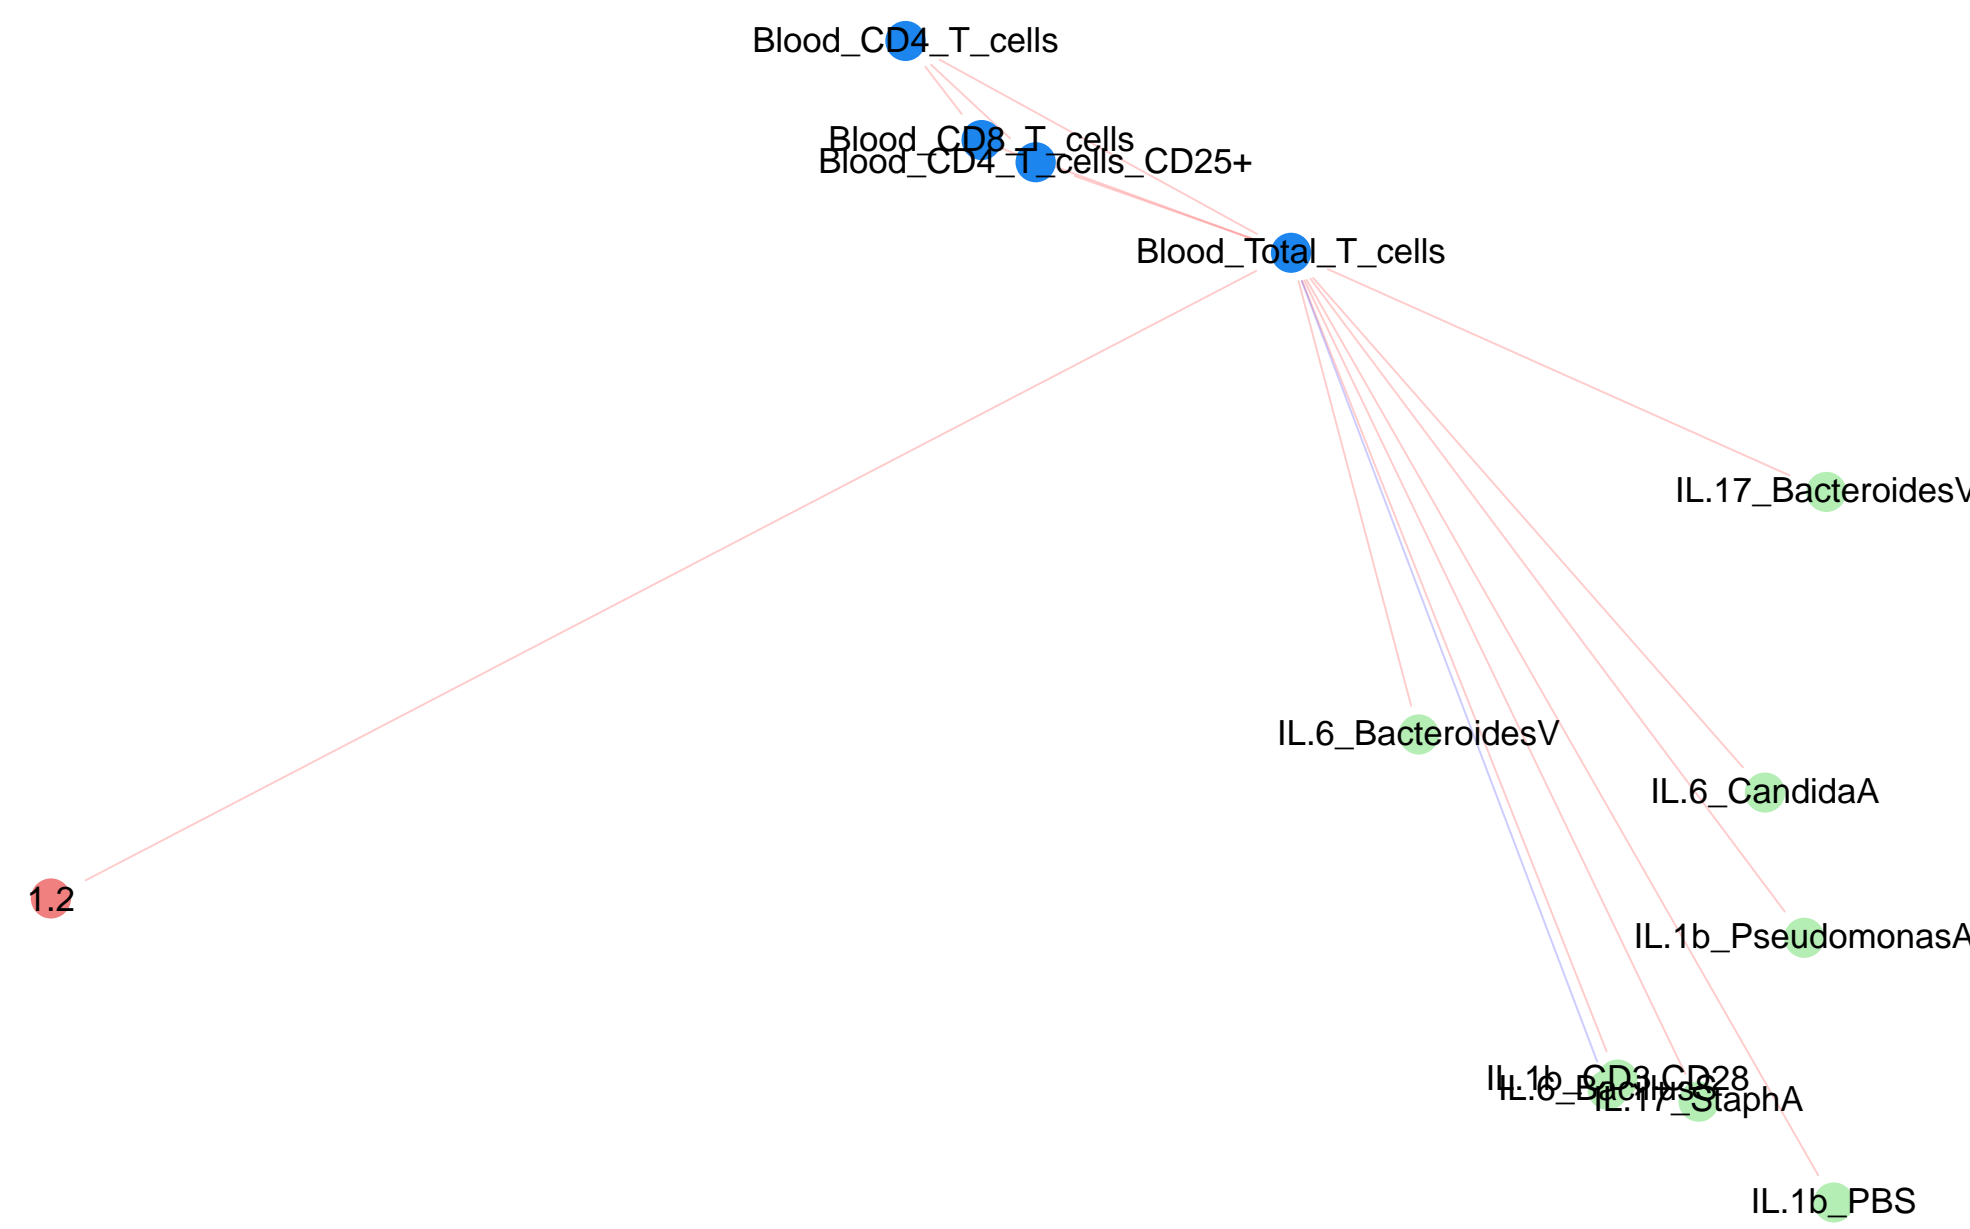 Blood_CD4_T_cells
Blood_CD8_T_cells
Blood_CD4_T_cells_CD25+
Blood_Total_T_cells
IL.17_BacteroidesV
IL.6_BacteroidesV
IL.6_CandidaA
1.2
IL.1b_PseudomonasA
IL.1b_CD3.CD28
IL.17_StaphA
IL.1b_PBS